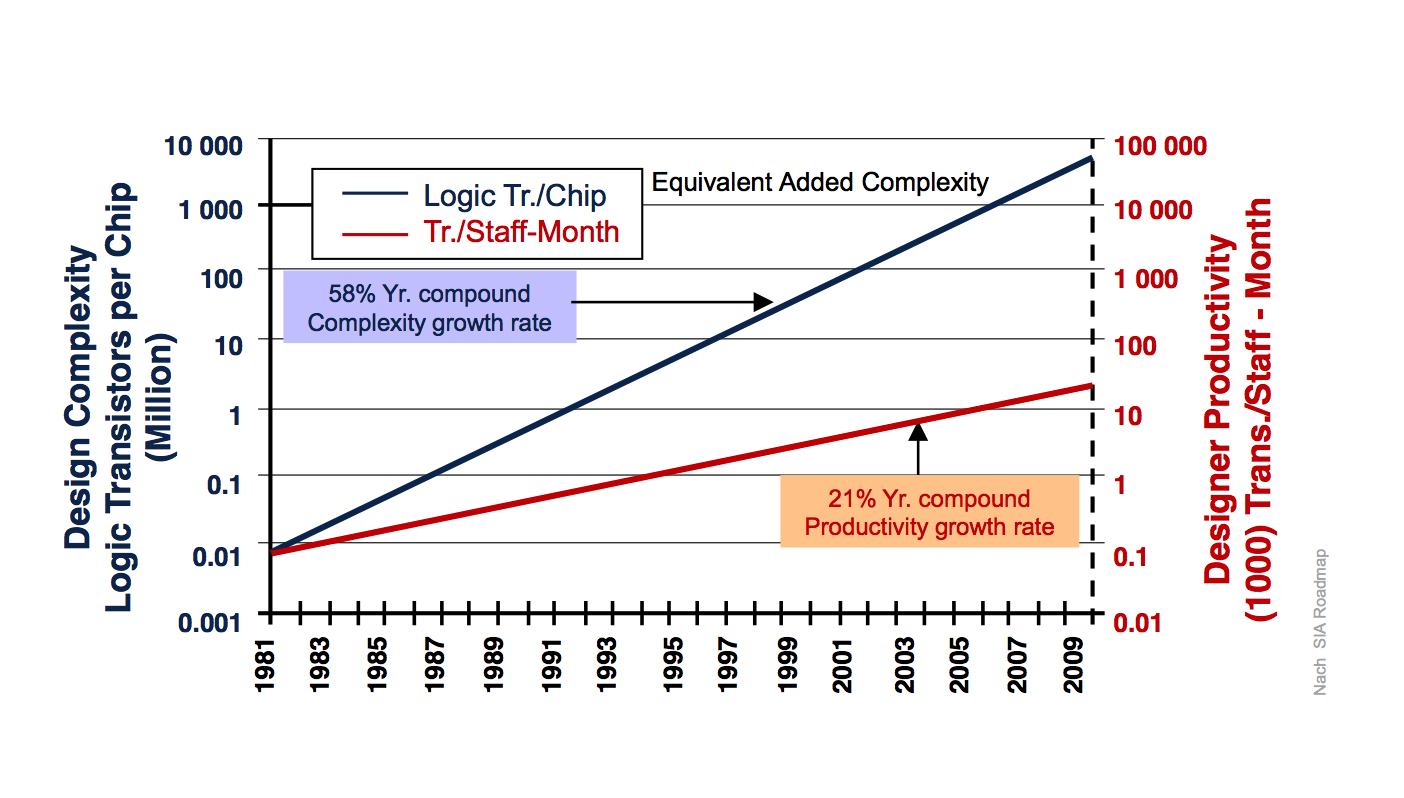 Design Complexity
Logic Transistors per Chip
(Million)
10 000
1 000
100
10
1
0.1
0.01
0.001
Logic Tr./Chip
Tr./Staff-Month
Equivalent Added Complexity
58% Yr. compound
Complexity growth rate
21% Yr. compound
Productivity growth rate
100 000
10 000
1 000
100
10
1
0.1
0.01
Designer Productivity
(1000) Trans./Staff - Month
1981
1983
1985
1987
1989
1991
1993
1995
1997
1999
2001
2003
2005
2007
2009
Nach SIA Roadmap